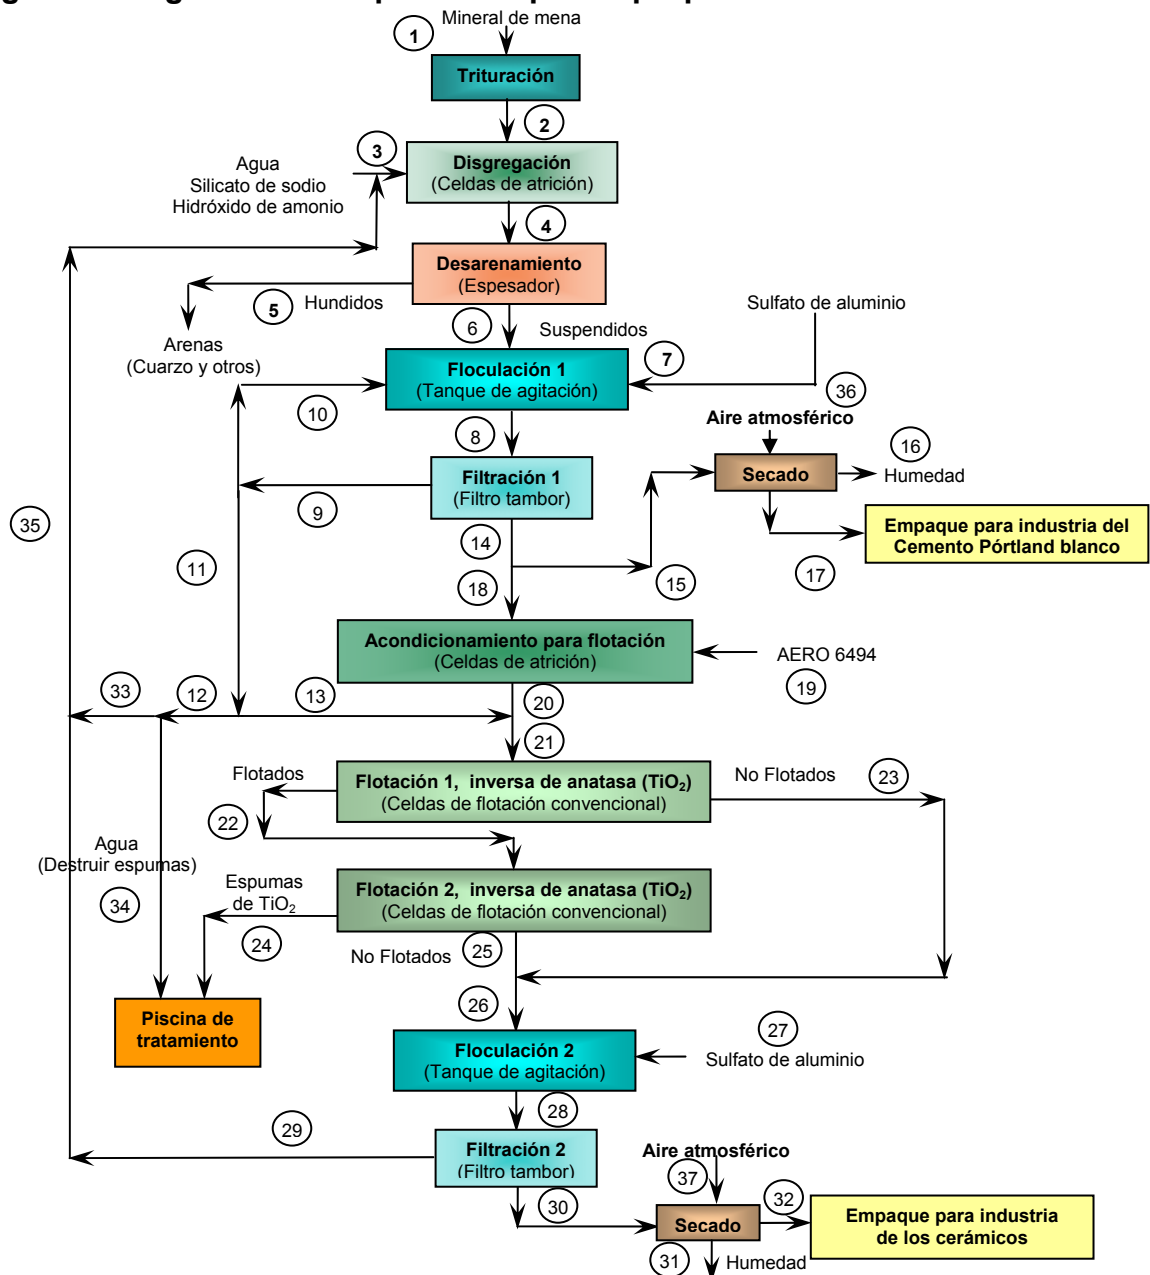 Mineral de mena
1
Trituración
2
3
Disgregación
(Celdas de atrición)
Agua
Silicato de sodio
Hidróxido de amonio
4
Desarenamiento
(Espesador)
5
Hundidos
6
Suspendidos
Sulfato de aluminio
Arenas
(Cuarzo y otros)
7
Floculación 1
(Tanque de agitación)
10
36
8
Aire atmosférico
16
Humedad
Filtración 1
(Filtro tambor)
Secado
9
35
14
Empaque para industria del
Cemento Pórtland blanco
11
15
17
18
Acondicionamiento para flotación
(Celdas de atrición)
AERO 6494
19
33
12
13
20
21
Flotados
Flotación 1, inversa de anatasa (TiO₂)
(Celdas de flotación convencional)
No Flotados
23
22
Agua
(Destruir espumas)
34
Espumas
de TiO₂
24
Flotación 2, inversa de anatasa (TiO₂)
(Celdas de flotación convencional)
No Flotados
25
26
Piscina de
tratamiento
27
Sulfato de aluminio
Floculación 2
(Tanque de agitación)
28
29
Filtración 2
(Filtro tambor)
Aire atmosférico
37
30
32
Secado
Empaque para industria
de los cerámicos
31
Humedad